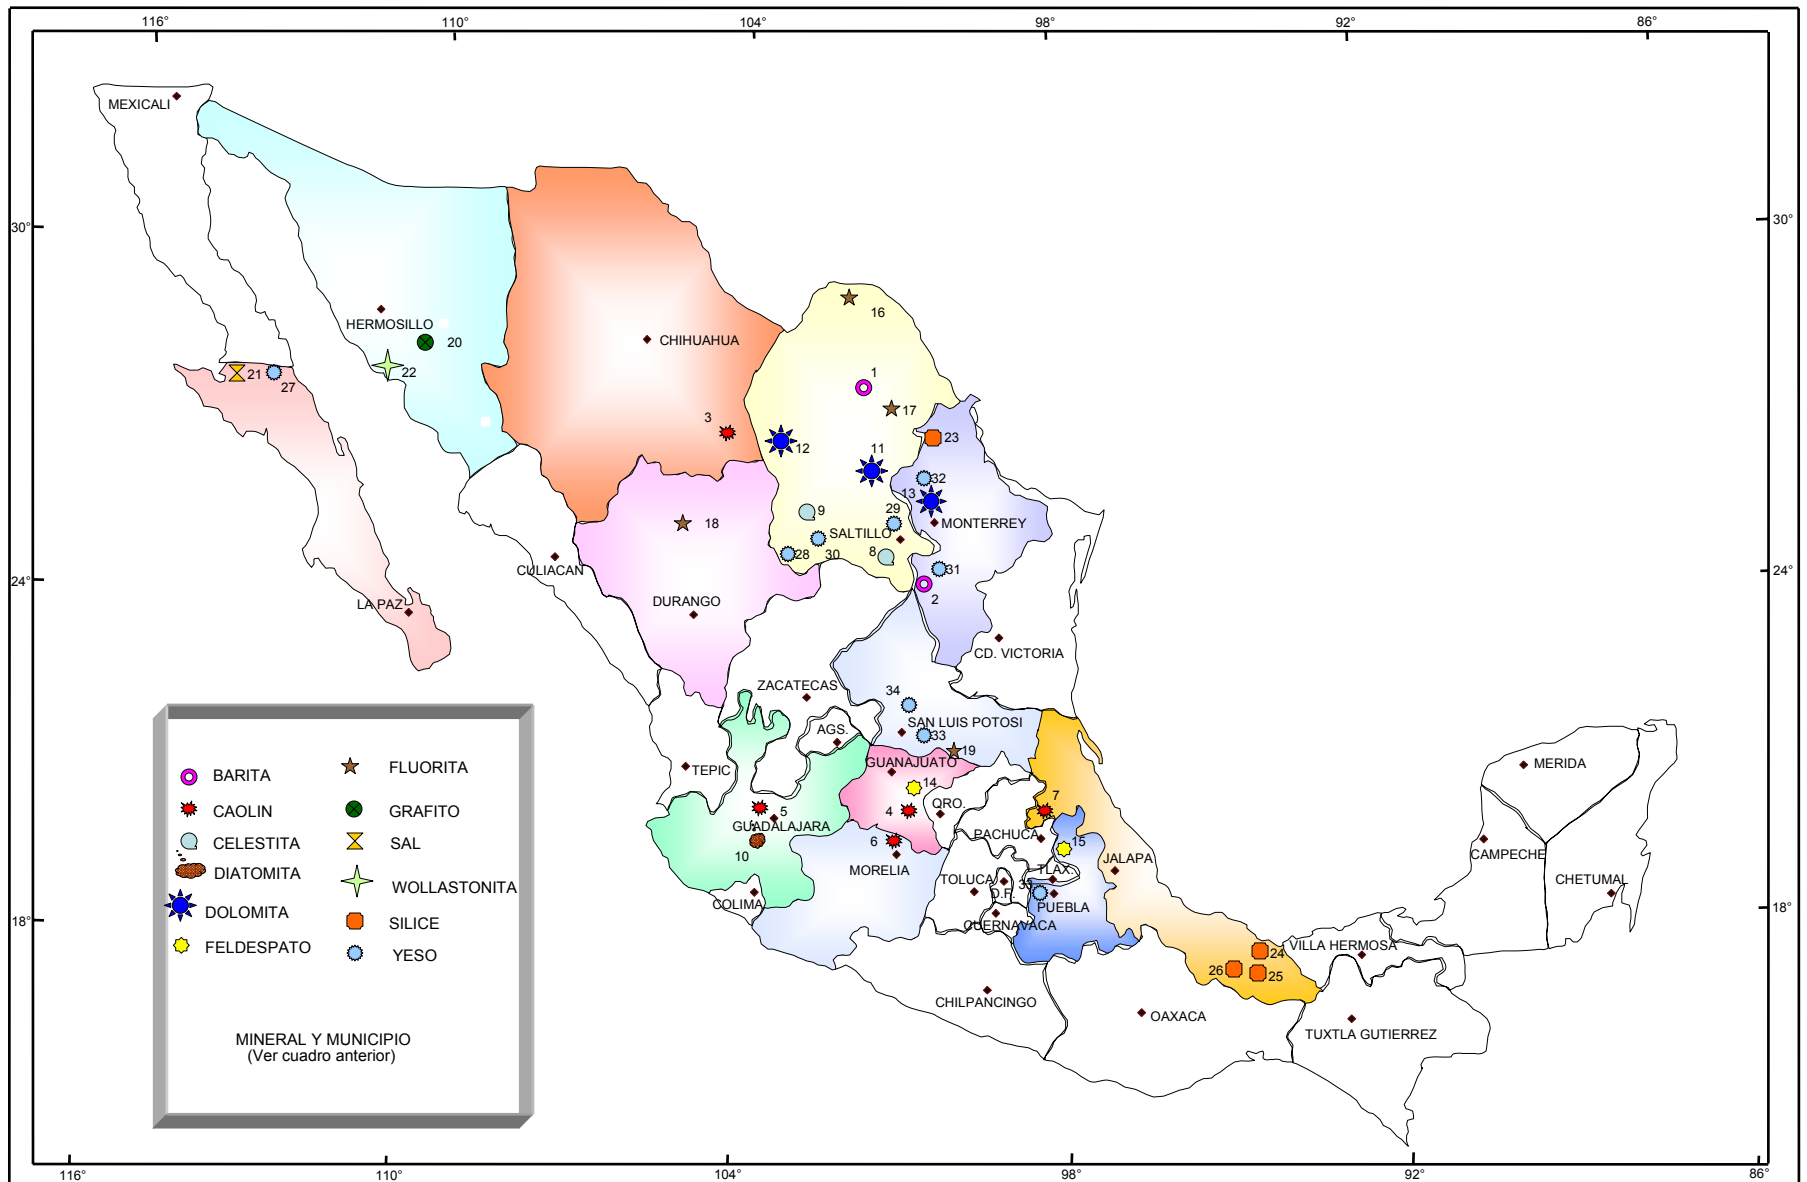 116° 110° 104° 98° 92° 86°
MEXICALI
30° 30°
HERMOSILLO
20
22
21
27
CHIHUAHUA
3
16
1
17
12
11
23
32
13
29
MONTERREY
9
SALTILLO
8
28
30
31
2
18
CULIACAN
24° 24°
LA PAZ
DURANGO
CD. VICTORIA
ZACATECAS
34
SAN LUIS POTOSI
33
19
AGS.
GUANAJUATO
TEPIC
14
5
4
QRO.
7
GUADALAJARA
10
6
PACHUCA
15
MORELIA
JALAPA
TLAX.
TOLUCA
D.F.
COLIMA
PUEBLA
CUERNAVACA
MERIDA
CAMPECHE
CHETUMAL
18° 18°
VILLA HERMOSA
24
26
25
CHILPANCINGO
OAXACA
TUXTLA GUTIERREZ
BARITA
CAOLIN
CELESTITA
DIATOMITA
DOLOMITA
FELDESPATO
FLUORITA
GRAFITO
SAL
WOLLASTONITA
SILICE
YESO
MINERAL Y MUNICIPIO
(Ver cuadro anterior)
116° 110° 104° 98° 92° 86°